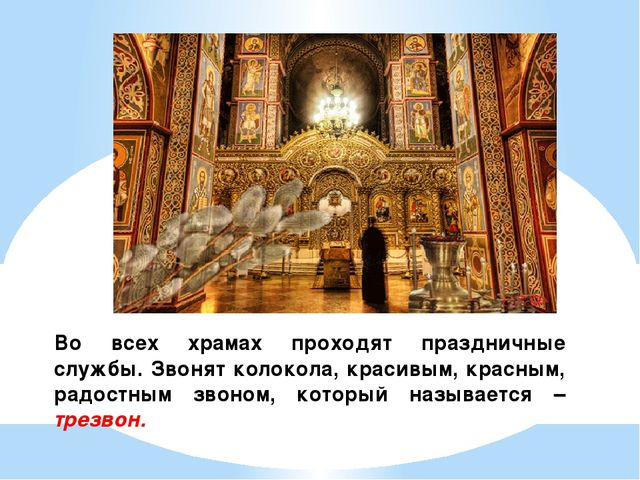 Во всех храмах проходят праздничные
службы. Звонят колокола, красивым, красным,
радостным звоном, который называется –
трезвон.